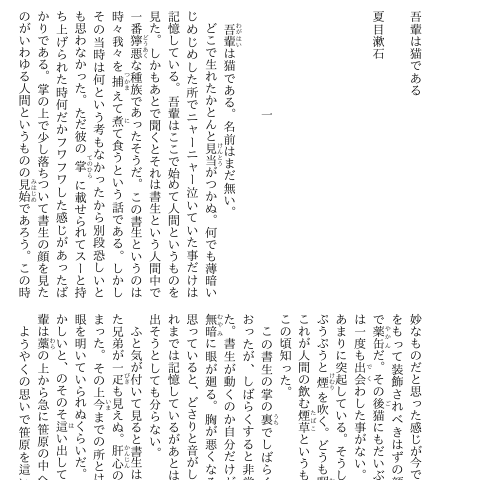 吾輩は猫である
夏目漱石
一
吾輩は猫である。名前はまだ無い。
どこで生れたかとんと見当がつかぬ。何でも薄暗い
じめじめした所でニャーニャー泣いていた事だけは
記憶している。吾輩はここで始めて人間というものを
見た。しかもあとで聞くとそれは書生という人間中で
一番獰悪な種族であったそうだ。この書生というのは
時々我々を捕えて煮て食うという話である。しかし
その当時は何という考もなかったから別段恐しいと
も思わなかった。ただ彼の掌に載せられてスーと持
ち上げられた時何だかフワフワした感じがあったば
かりである。掌の上で少し落ちついて書生の顔を見た
のがいわゆる人間というものの見始であろう。この時
妙なものだと思った感じが今で
をもって装飾されべきはずの顔
で薬缶だ。その後猫にもだいぶ
は一度も出会わした事がない。
あまりに突起している。そうし
ぷうぷうと煙を吹く。どうも
これが人間の飲む煙草というも
この頃知った。
この書生の掌の裏でしばらく
おったが、しばらくすると非常
た。書生が動くのか自分だけが
無暗に眼が廻る。胸が悪くなる
思っていると、どさりと音がし
れまでは記憶しているがあとは
出そうとしても分らない。
ふと気が付いて見ると書生は
た兄弟が一疋も見えぬ。肝心の
まった。その上今までの所とは
眼を明いていられぬくらいだ。
かしいと、のそのそ這い出して
輩は藁の上から急に笹原の中へ
ようやくの思いで笹原を這い